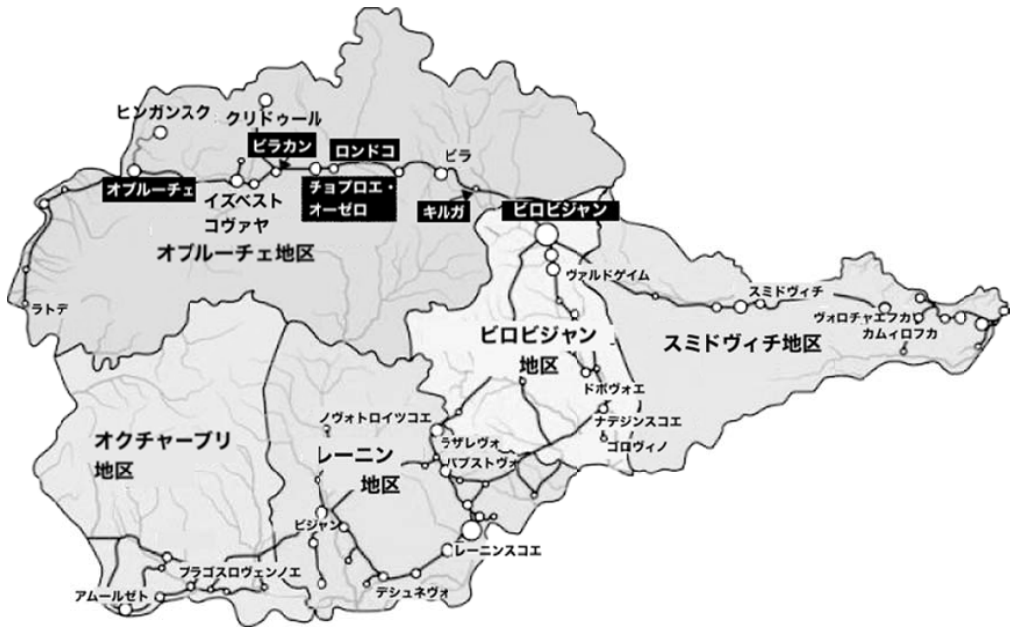 ヒンガンスク
クリドゥール
ビラカン
ロンドコ
ビラ
オブルーチェ
イズベスト
コヴァヤ
チョプロエ・
オーゼロ
キルガ
ビロビジャン
オブルーチェ地区
ヴァルドゲイム
ラトデ
スミドヴィチ
ヴォロチャエフカ
カムィロフカ
ビロビジャン
地区
スミドヴィチ地区
ドボヴォエ
ノヴォトロイツコエ
ナデジンスコエ
ゴロヴィノ
オクチャーブリ
地区
レーニン
地区
ラザレヴォ
バブストヴォ
ビジャン
レーニンスコエ
ブラゴスロヴェンノエ
アムールゼト
デシュネヴォ